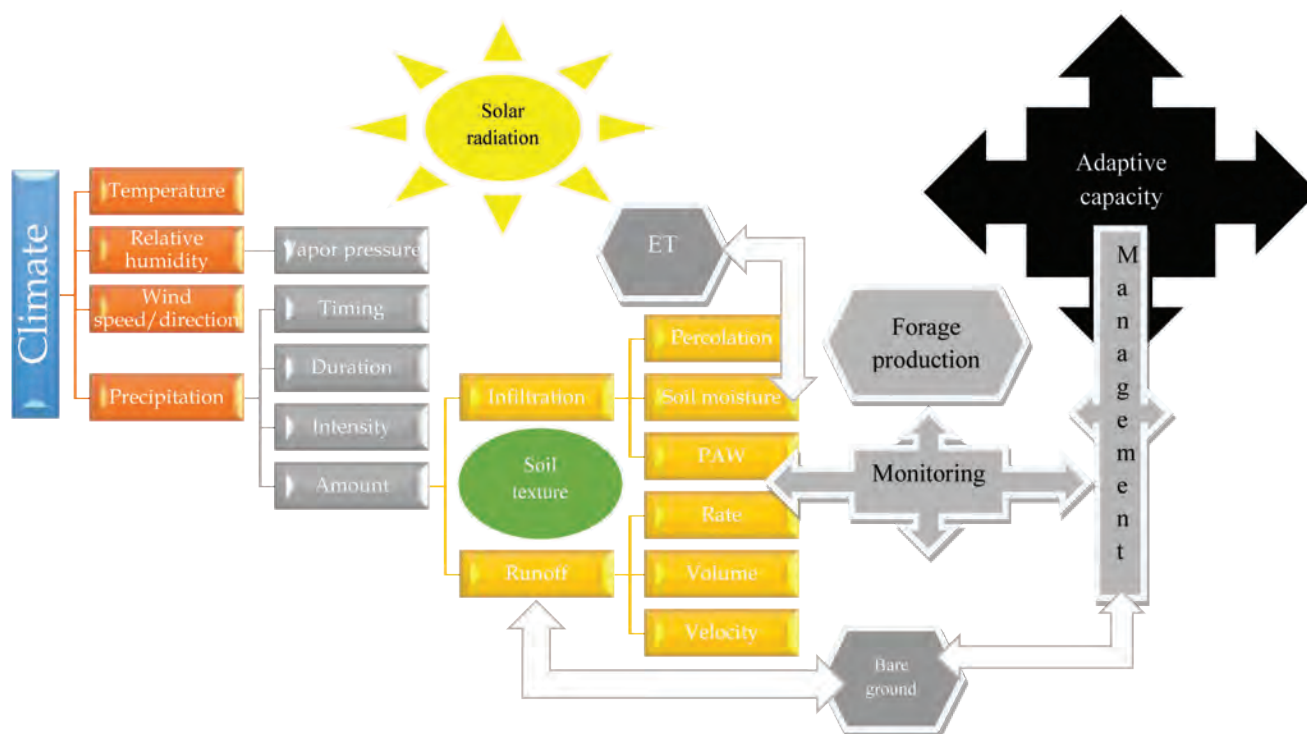 Solar
radiation
Climate
Temperature
Relative
humidity
Wind
speed/direction
Precipitation
Vapor pressure
Timing
Duration
Intensity
Amount
Infiltration
Soil
texture
Runoff
ET
Percolation
Soil moisture
PAW
Rate
Volume
Velocity
Forage
production
Monitoring
Bare
ground
Adaptive
capacity
Management